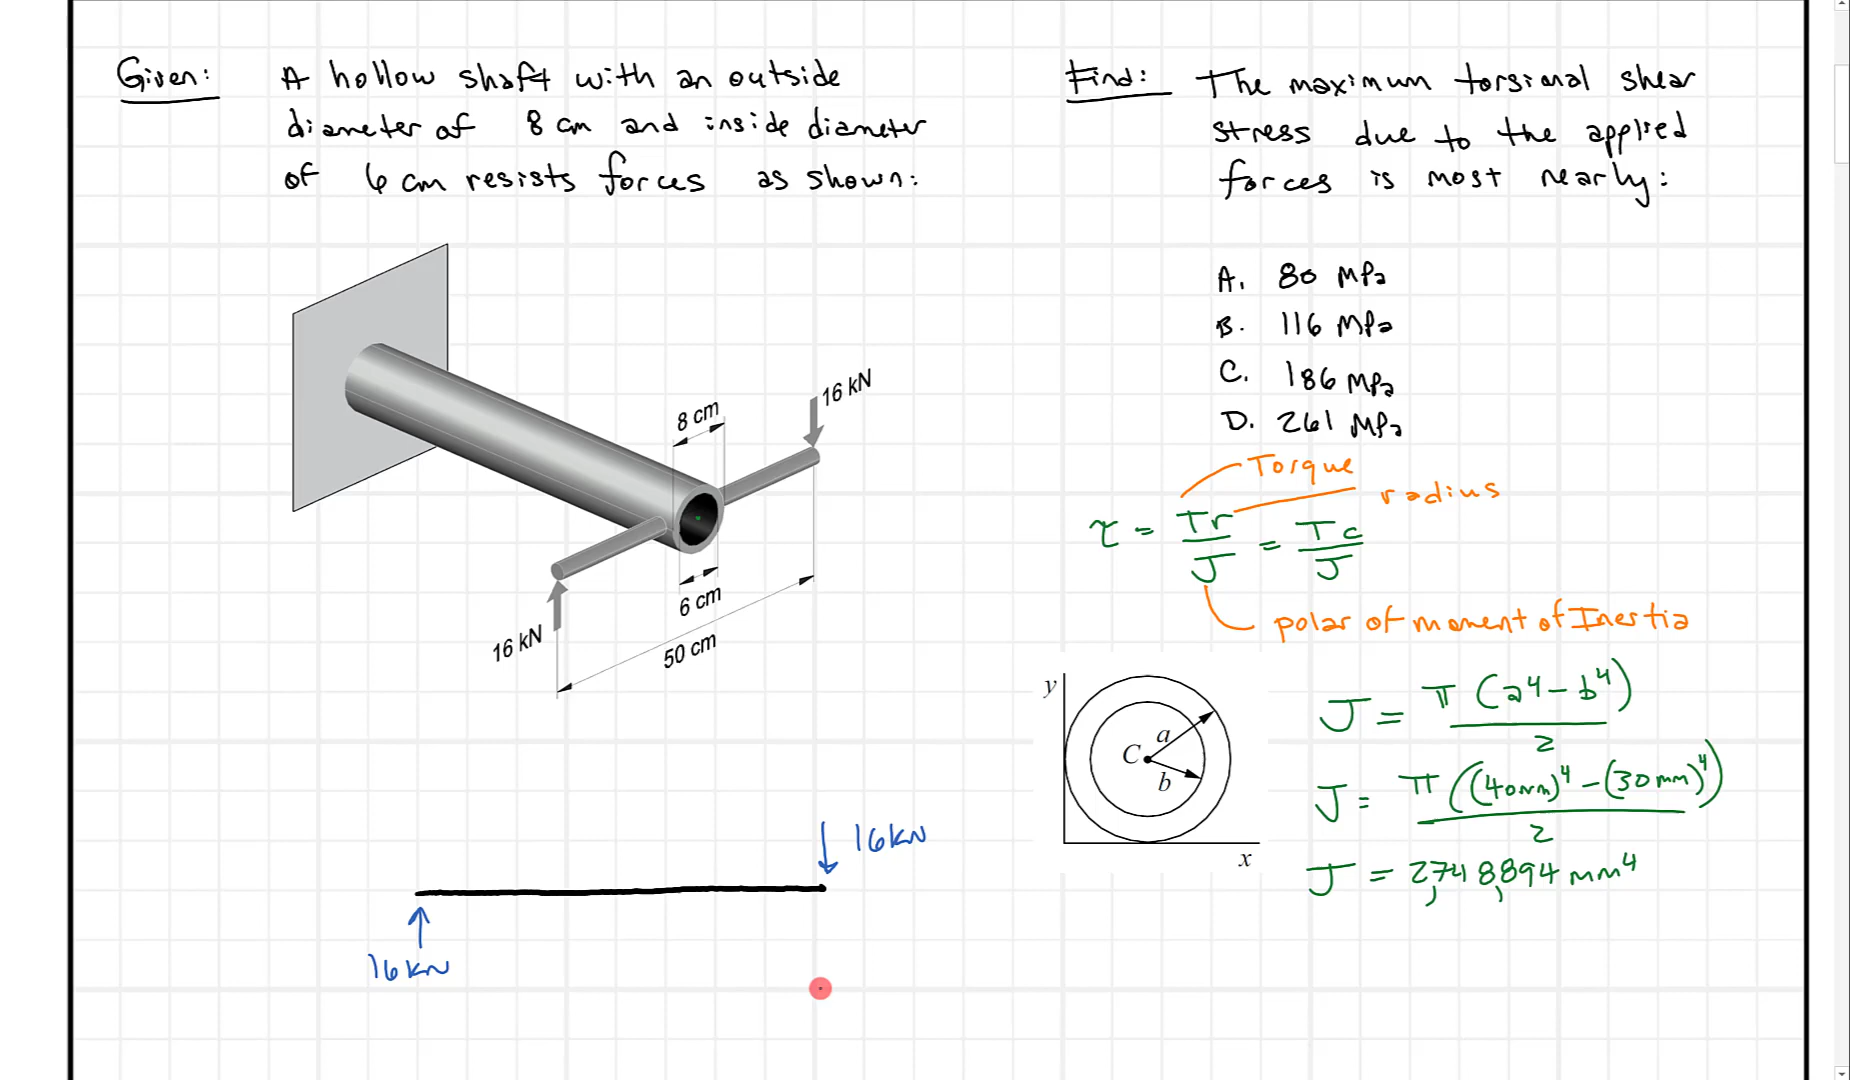 Given: A hollow shaft with an outside
diameter of 8 cm and inside diameter
of 6 cm resists forces as shown:
Find: The maximum torsional shear
stress due to the applied
forces is most nearly:
A. 80 MPa
B. 116 MPa
C. 186 MPa
D. 261 MPa
16 kN
8 cm
6 cm
16 kN
50 cm
Torque
radius
τ = Tr/J = Tc/J
polar of moment of Inertia
y
a
C
b
x
J = π (a⁴ - b⁴)/2
J = π ((40mm)⁴ - (30mm)⁴)/2
J = 2,748,894 mm⁴
16kN
16kN